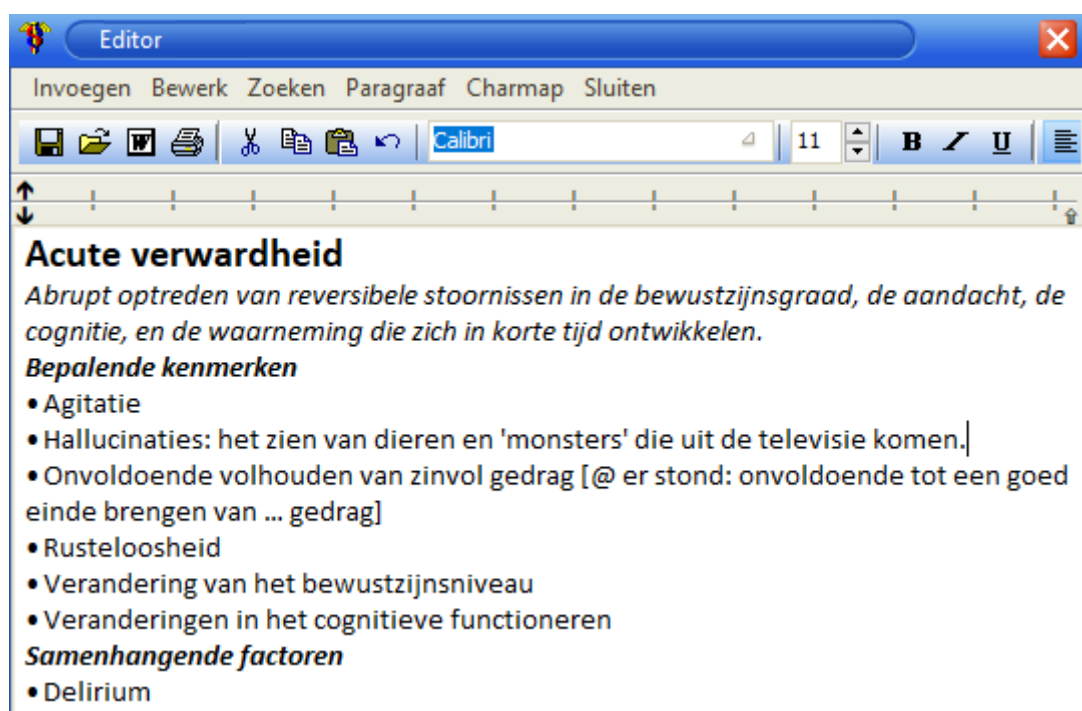 Editor
Invoegen Bewerk Zoeken Paragraaf Charmap Sluiten
Calibri 11 B I U
Acute verwardheid
Abrupt optreden van reversibele stoornissen in de bewustzijnsgraad, de aandacht, de
cognitie, en de waarneming die zich in korte tijd ontwikkelen.
Bepalende kenmerken
•Agitatie
•Hallucinaties: het zien van dieren en 'monsters' die uit de televisie komen.
•Onvoldoende volhouden van zinvol gedrag [@ er stond: onvoldoende tot een goed
einde brengen van ... gedrag]
•Rusteloosheid
•Verandering van het bewustzijnsniveau
•Veranderingen in het cognitieve functioneren
Samenhangende factoren
•Delirium